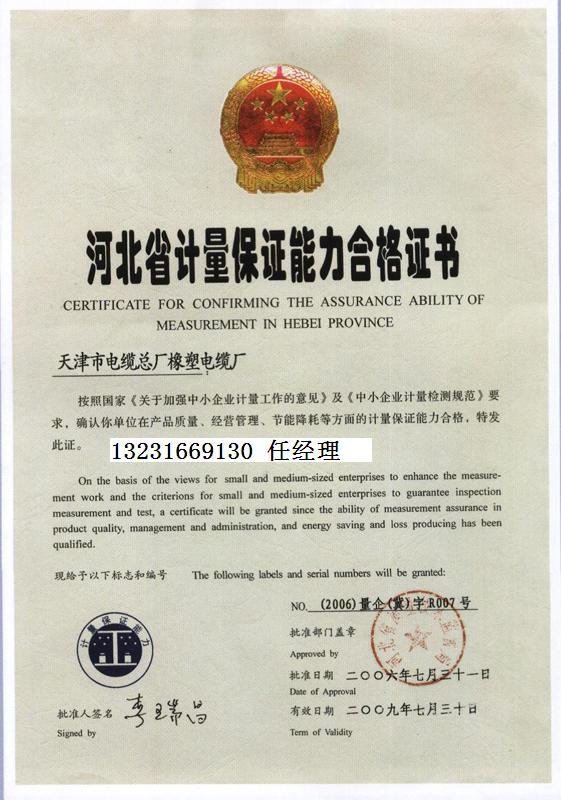 河北省计量保证能力合格证书
CERTIFICATE FOR CONFIRMING THE ASSURANCE ABILITY OF
MEASUREMENT IN HEBEI PROVINCE
天津市电缆总厂橡塑电缆厂:
按照国家《关于加强中小企业计量工作的意见》及《中小企业计量检测规范》要
求，确认你单位在产品质量、经营管理、节能降耗等方面的计量保证能力合格，特发
此证。
13231669130 任经理
On the basis of the views for small and medium-sized enterprises to enhance the measure-
ment work and the criterions for small and medium-sized enterprises to guarantee inspection
measurement and test, a certificate will be granted since the ability of measurement assurance in
product quality, management and administration, and energy saving and loss producing has been
qualified.
现给予以下标志和编号 The following labels and serial numbers will be granted:
NO. (2006)量企(冀)字R007号
计量保证能力
批准部门盖章
Approved by
批准日期 二〇〇六年七月三十一日
Date of Approval
批准人签名
Signed by
有效日期 二〇〇九年七月三十日
Term of Validity